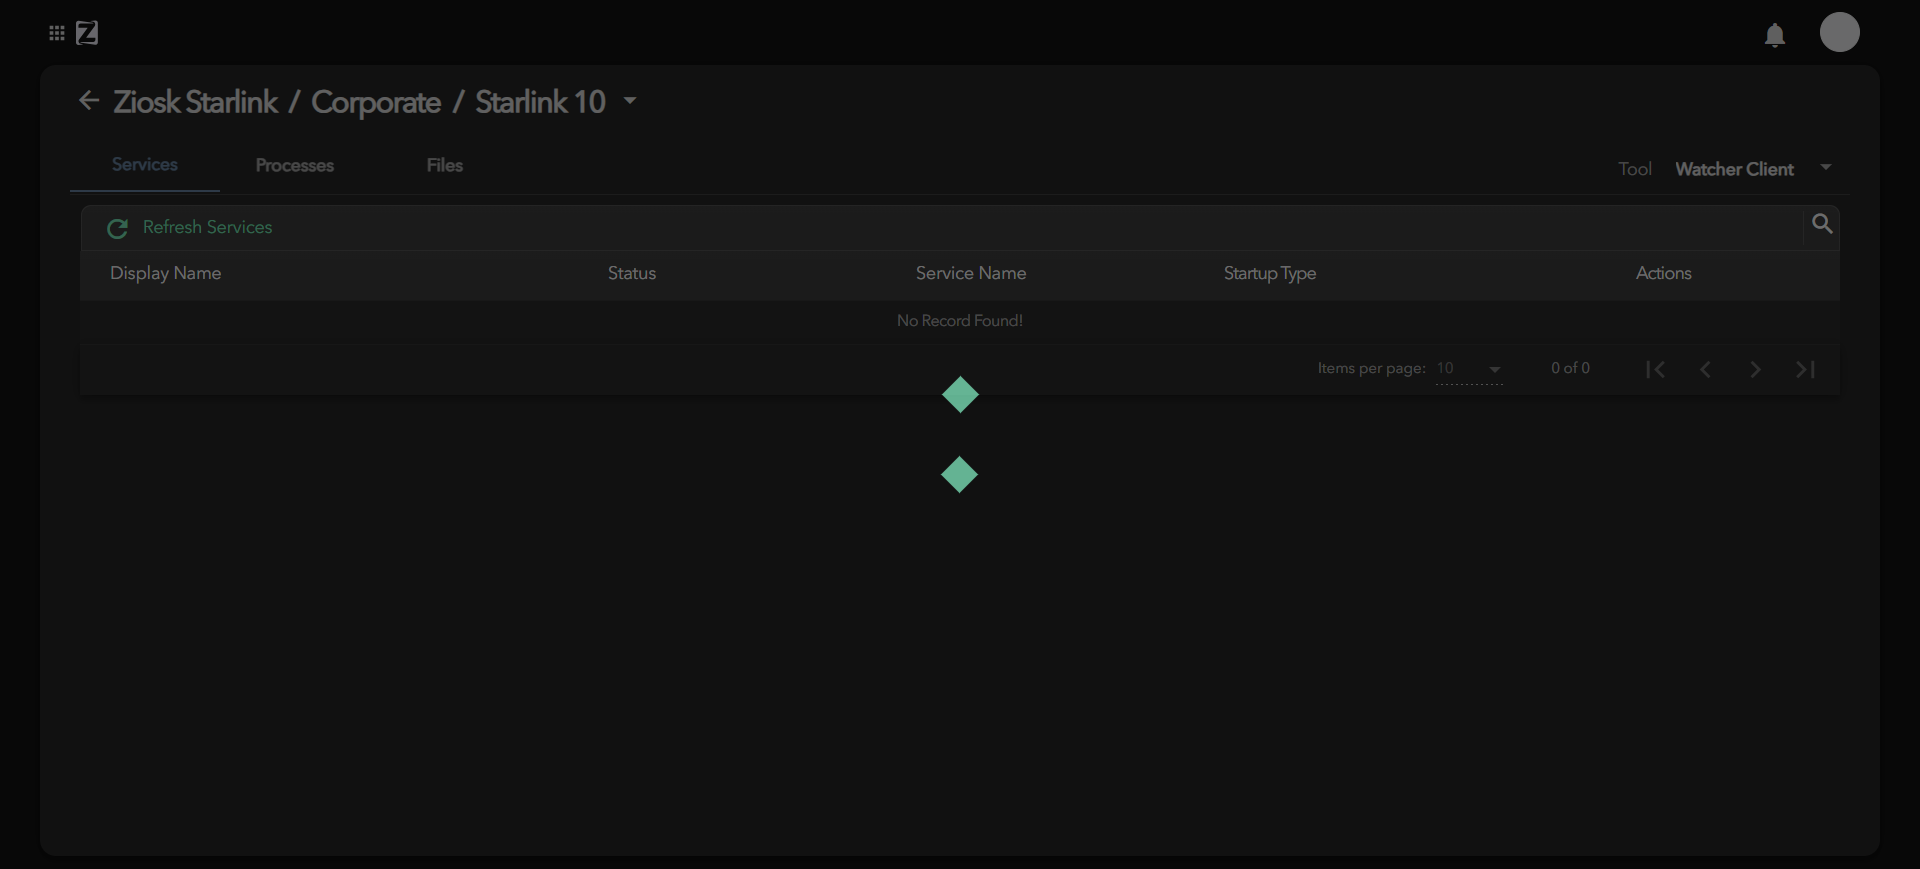 Z
Ziosk Starlink / Corporate / Starlink 10
Services Processes Files Tool Watcher Client
Refresh Services
Display Name Status Service Name Startup Type Actions
No Record Found!
Items per page: 10 0 of 0